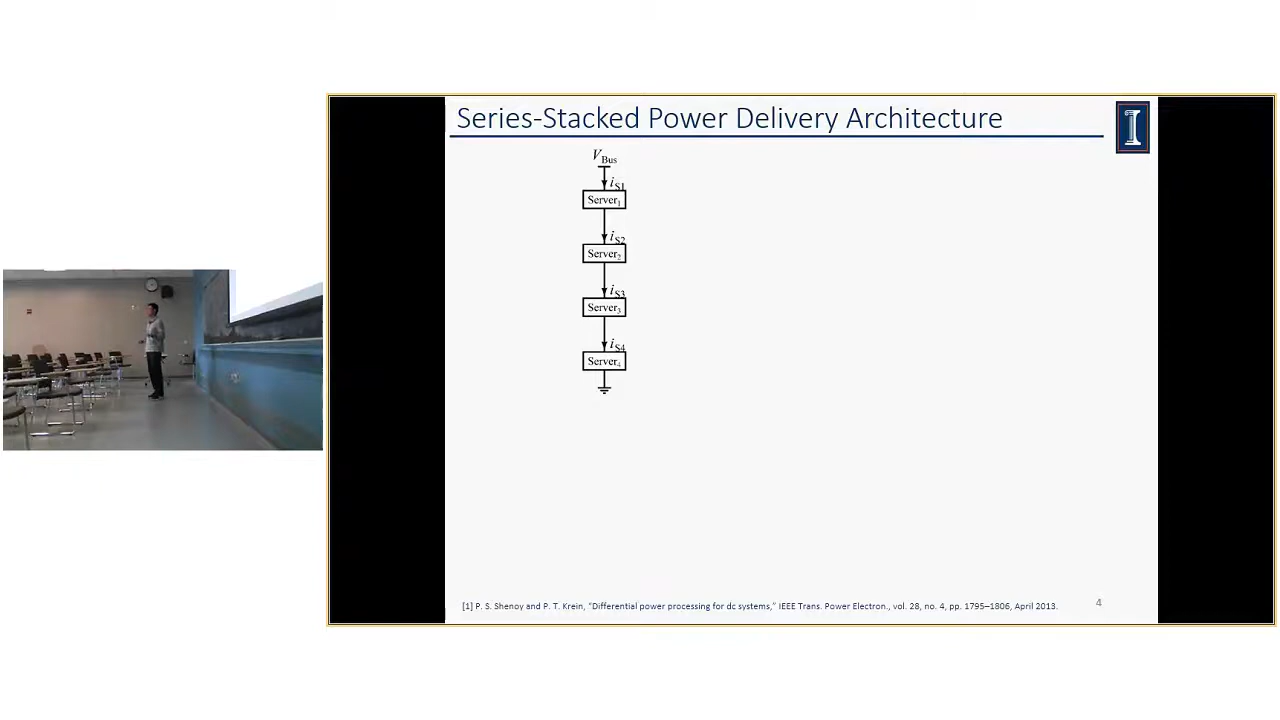 Series-Stacked Power Delivery Architecture
VBus
iS1
Server1
iS2
Server2
iS3
Server3
iS4
Server4
[1] P. S. Shenoy and P. T. Krein, “Differential power processing for dc systems,” IEEE Trans. Power Electron., vol. 28, no. 4, pp. 1795–1806, April 2013.
4